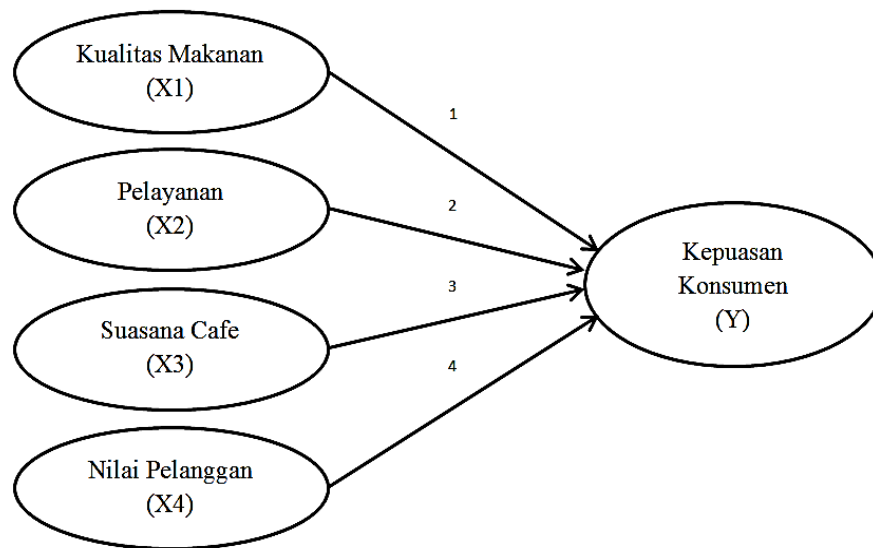 Kualitas Makanan
(X1)
1
Pelayanan
(X2)
2
Suasana Cafe
(X3)
3
Nilai Pelanggan
(X4)
4
Kepuasan
Konsumen
(Y)